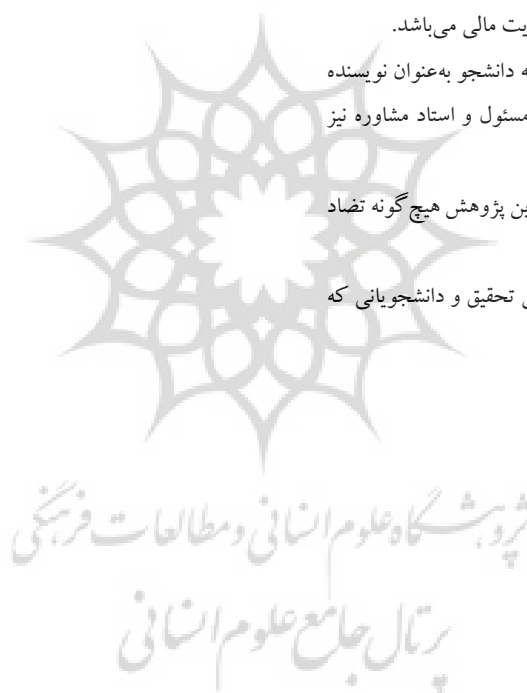 یت مالی می‌باشد.
ه دانشجو به‌عنوان نویسنده
مسئول و استاد مشاوره نیز
ین پژوهش هیچ گونه تضاد
ی تحقیق و دانشجویانی که
پژوهشگاه علوم انسانی و مطالعات فرهنگی
پرتال جامع علوم انسانی